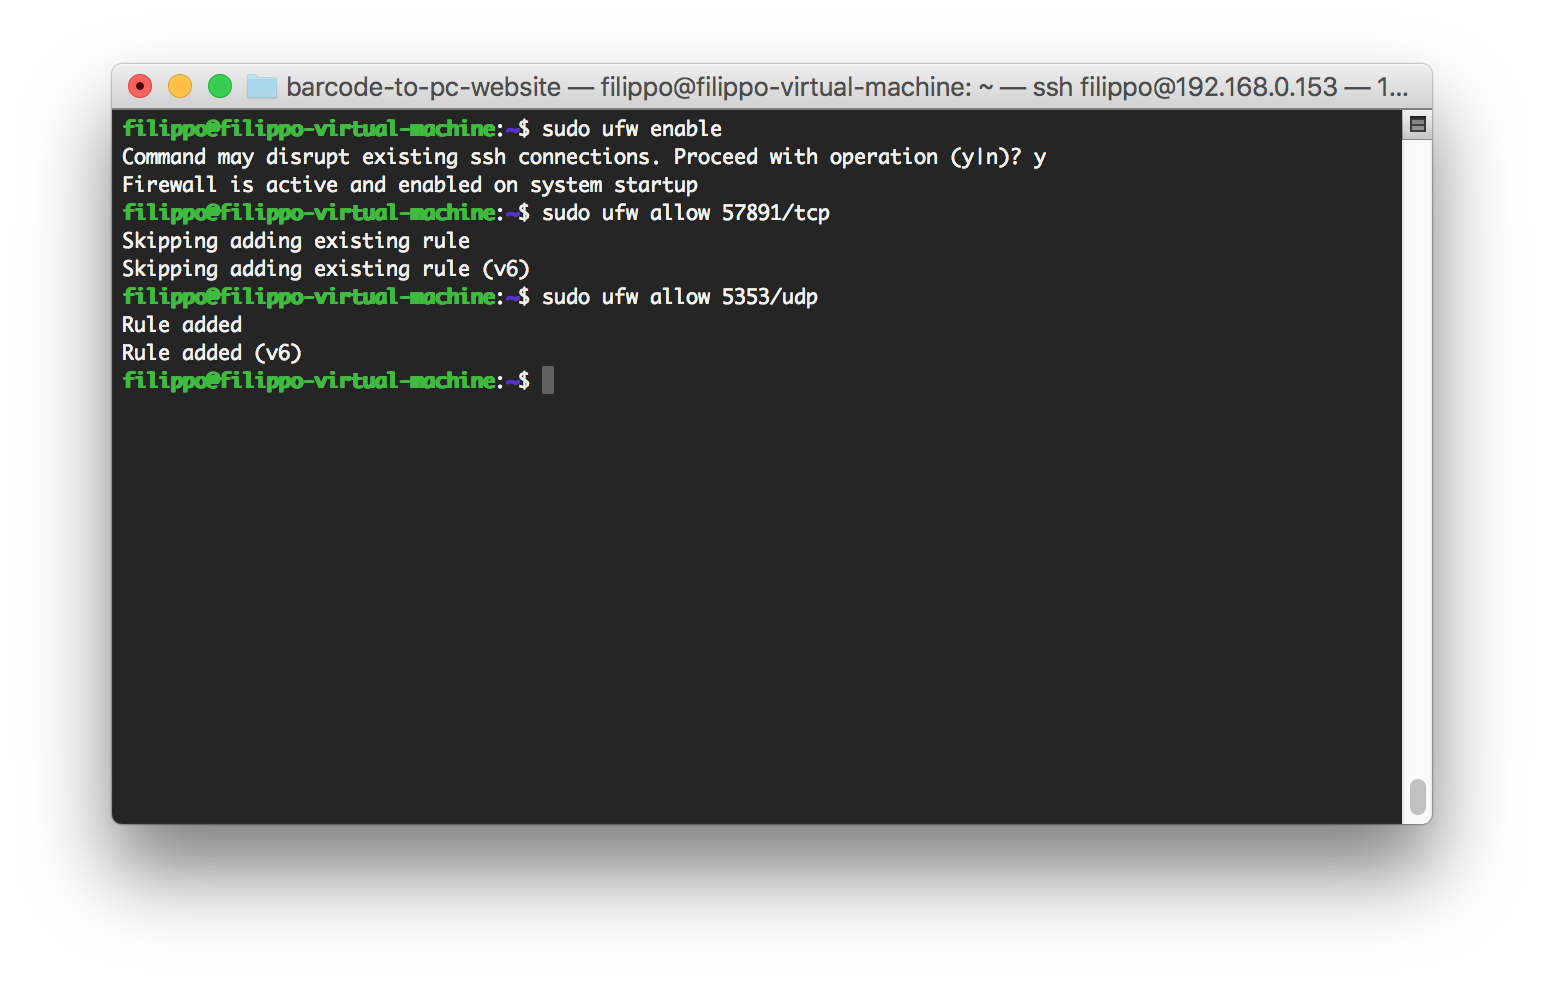 barcode-to-pc-website — filippo@filippo-virtual-machine: ~ — ssh filippo@192.168.0.153 — 1...
filippo@filippo-virtual-machine:~$ sudo ufw enable
Command may disrupt existing ssh connections. Proceed with operation (y|n)? y
Firewall is active and enabled on system startup
filippo@filippo-virtual-machine:~$ sudo ufw allow 57891/tcp
Skipping adding existing rule
Skipping adding existing rule (v6)
filippo@filippo-virtual-machine:~$ sudo ufw allow 5353/udp
Rule added
Rule added (v6)
filippo@filippo-virtual-machine:~$